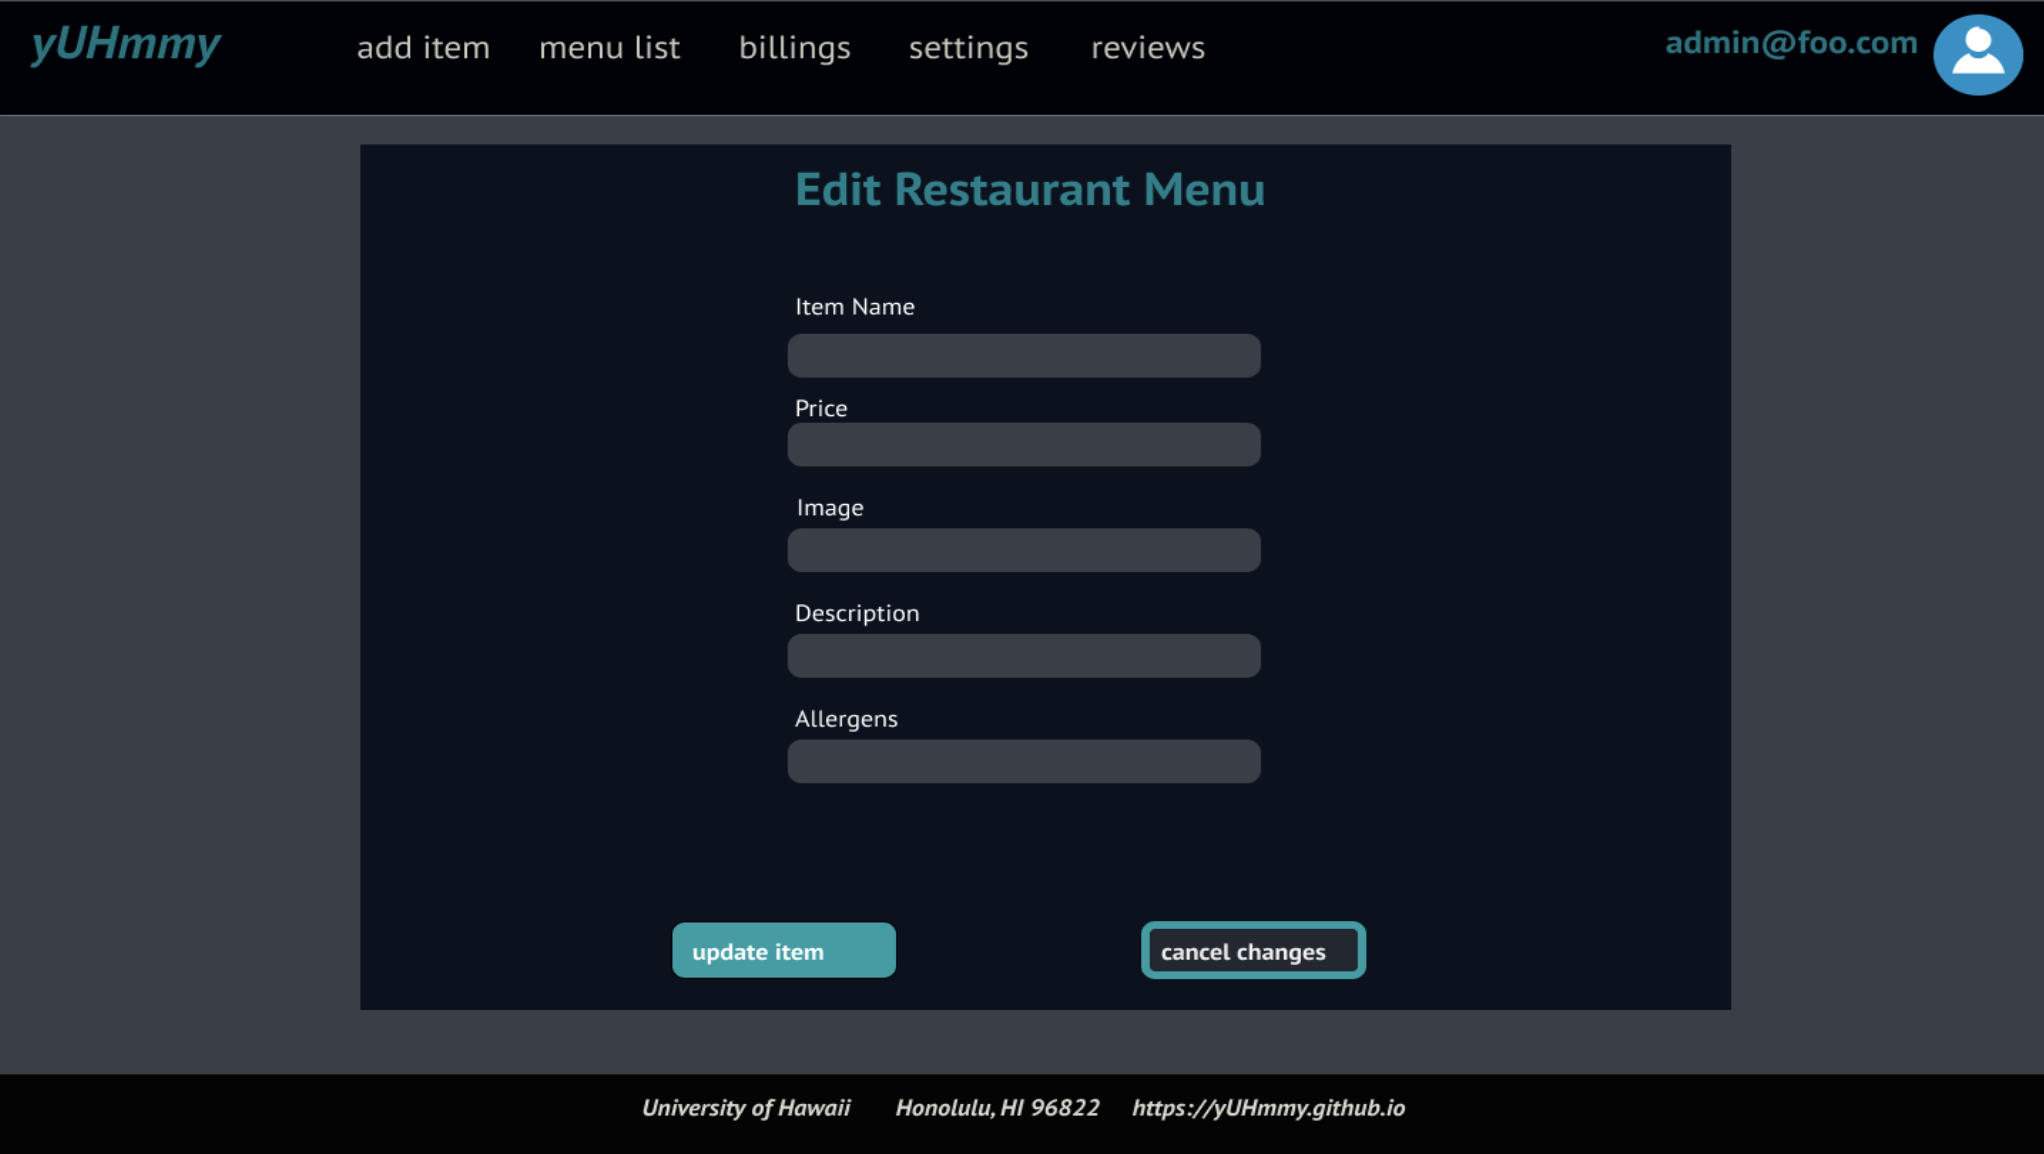 yUHmmy add item menu list billings settings reviews admin@foo.com
Edit Restaurant Menu
Item Name
Price
Image
Description
Allergens
update item cancel changes
University of Hawaii Honolulu, HI 96822 https://yUHmmy.github.io